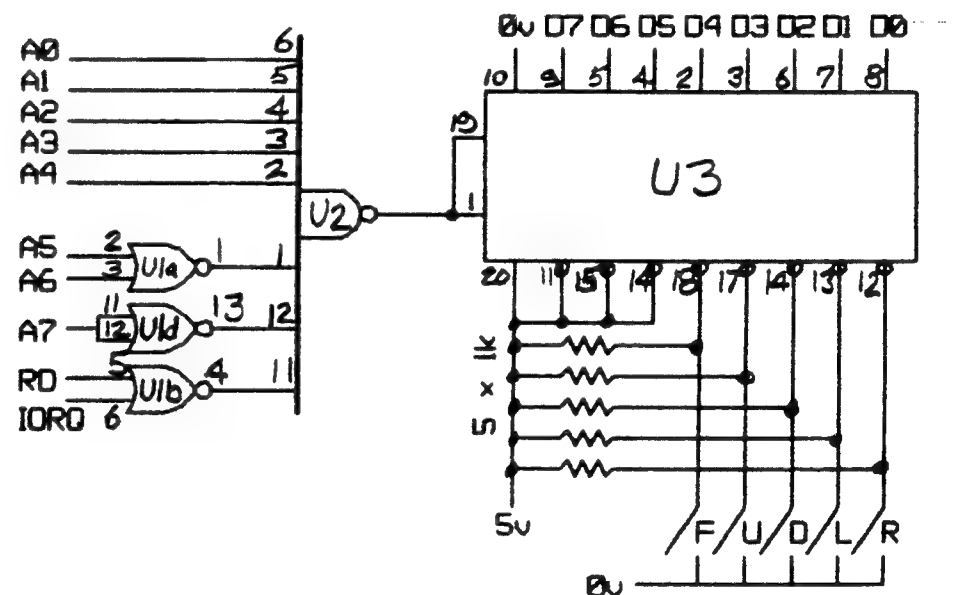 0v D7 D6 D5 D4 D3 D2 D1 D0
10 9 5 4 2 3 6 7 8
A0 6
A1 5
A2 4
A3 3
A4 2
19
1
U3
U2
A5 2
A6 3
U1a 1 1
A7 11
12 U1d 13 12
RD 5
IORQ 6
U1b 4 11
20 11 15 14 18 17 14 13 12
5 x 1k
5v
F U D L R
0v